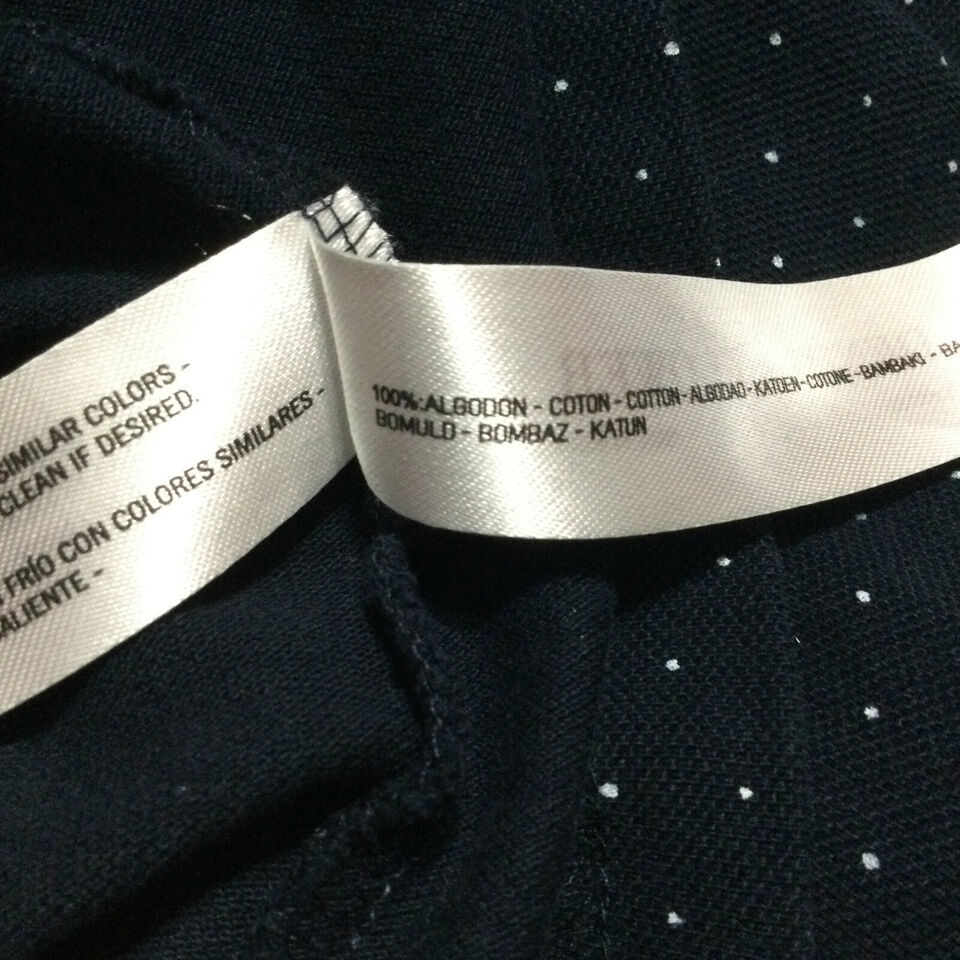 SIMILAR COLORS -
CLEAN IF DESIRED.
FRÍO CON COLORES SIMILARES -
ALIENTE -
100%:ALGODON - COTON - COTTON - ALGODAO - KATOEN - COTONE - BAMBAKI - BA
BOMULD - BOMBAZ - KATUN